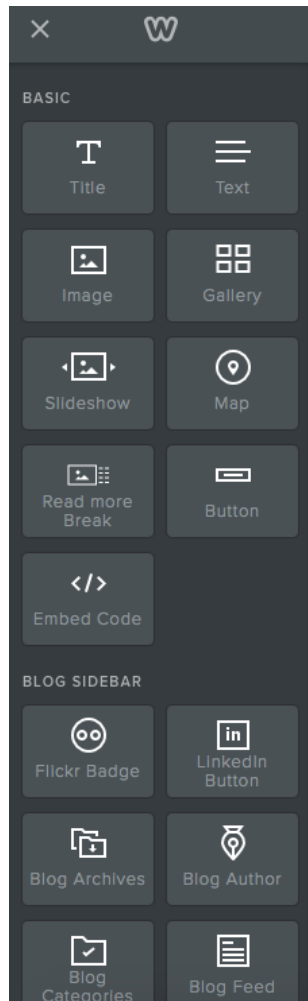 BASIC
Title
Text
Image
Gallery
Slideshow
Map
Read more
Break
Button
Embed Code
BLOG SIDEBAR
Flickr Badge
in
LinkedIn
Button
Blog Archives
Blog Author
Blog
Categories
Blog Feed